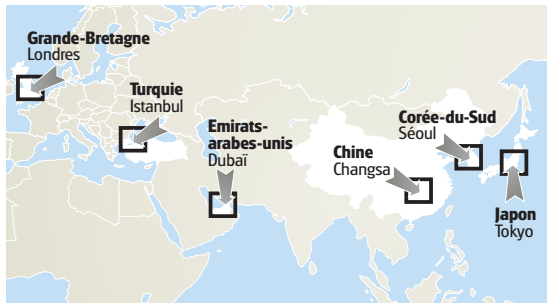 Grande-Bretagne
Londres
Turquie
Istanbul
Emirats-
arabes-unis
Dubaï
Chine
Changsa
Corée-du-Sud
Séoul
Japon
Tokyo